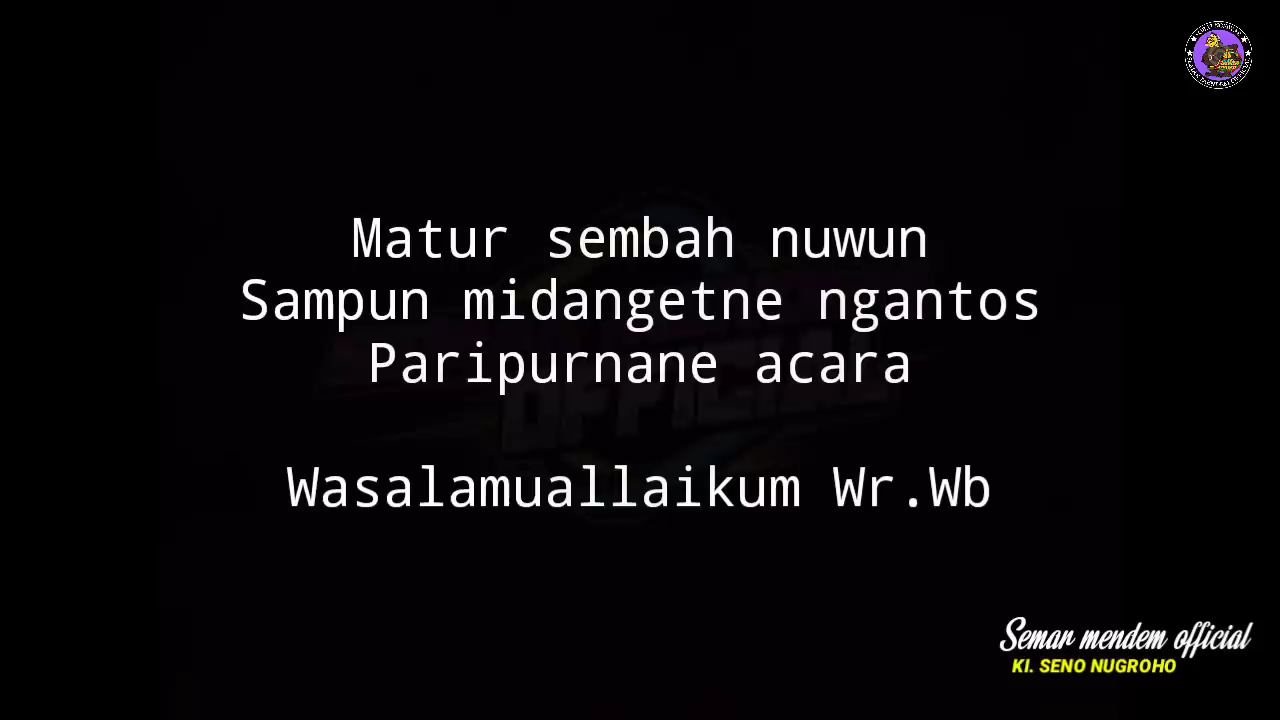 Matur sembah nuwun
Sampun midangetne ngantos
Paripurnane acara
Wasalamuallaikum Wr.Wb
Semar mendem official
KI. SENO NUGROHO